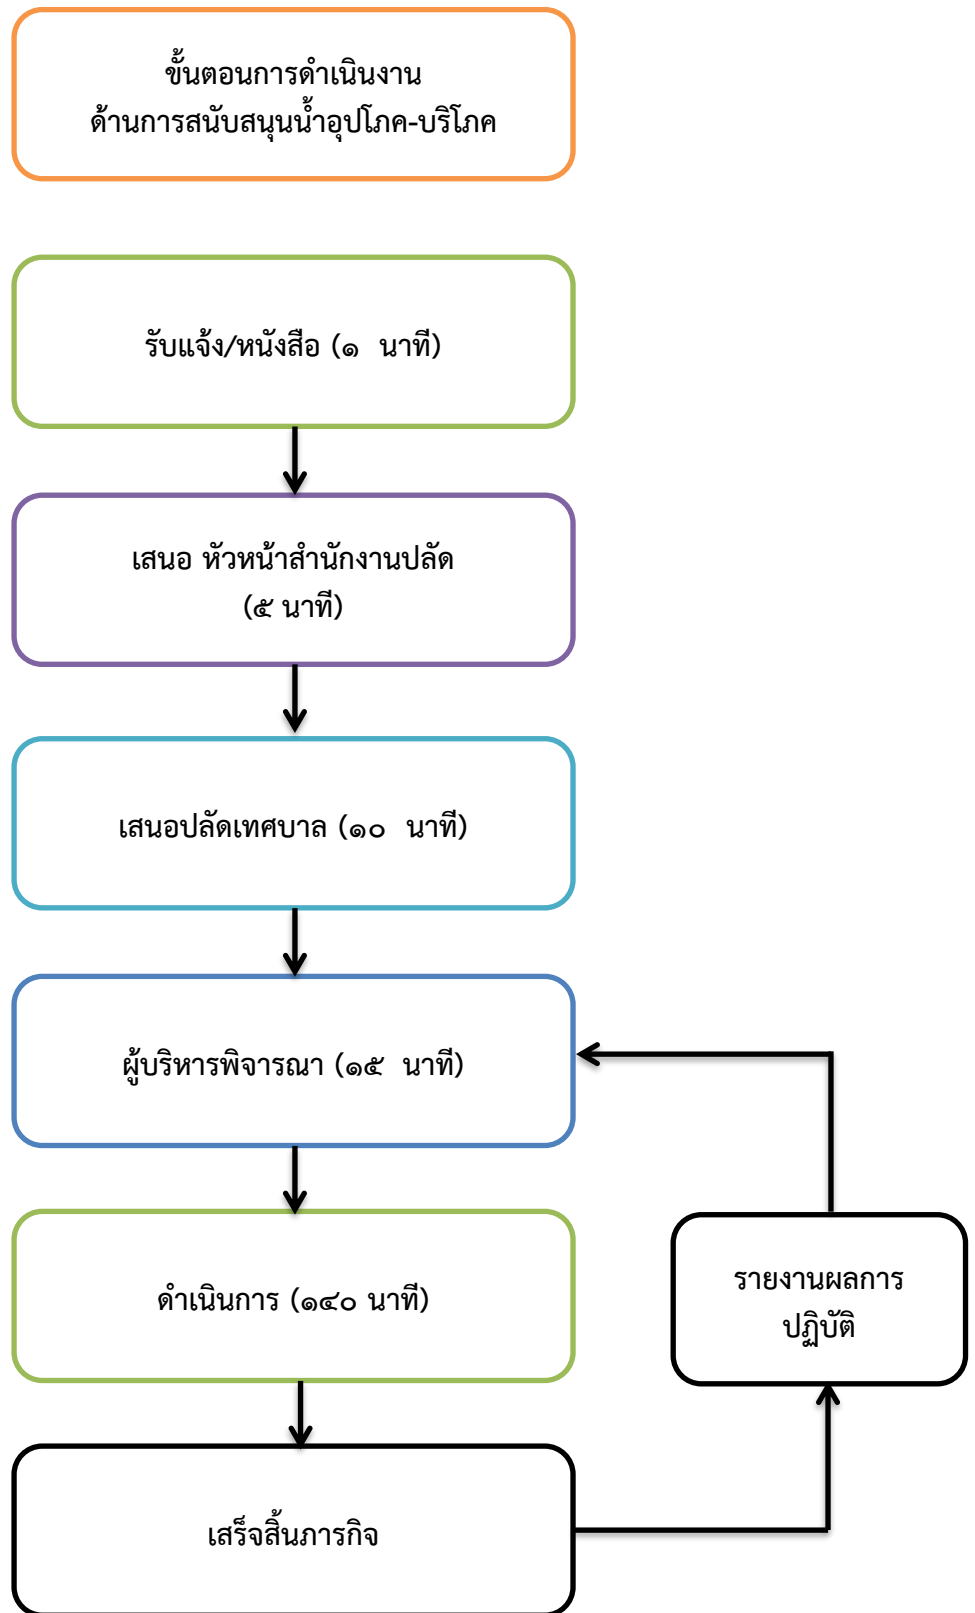 ขั้นตอนการดำเนินงาน
ด้านการสนับสนุนน้ำอุปโภค-บริโภค
รับแจ้ง/หนังสือ (๑  นาที)
เสนอ หัวหน้าสำนักงานปลัด
(๕ นาที)
เสนอปลัดเทศบาล (๑๐  นาที)
ผู้บริหารพิจารณา (๑๕  นาที)
ดำเนินการ (๑๔๐ นาที)
รายงานผลการ
ปฏิบัติ
เสร็จสิ้นภารกิจ